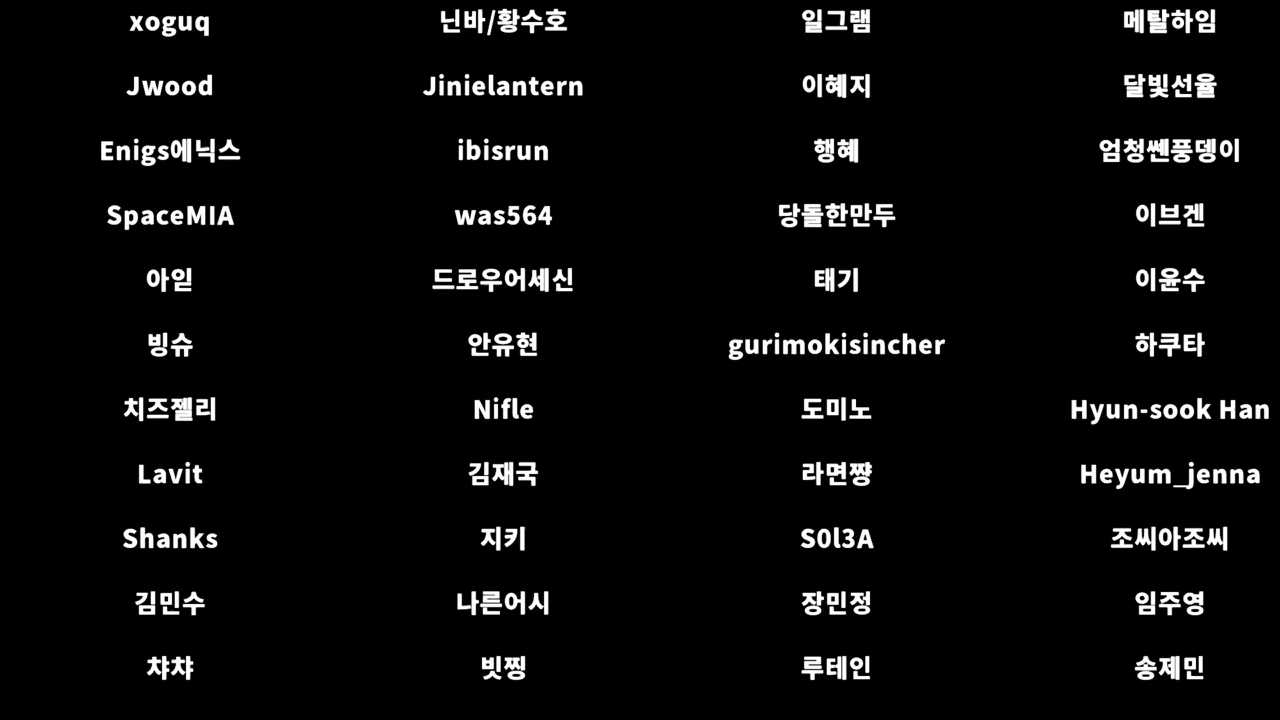 xoguq 닌바/황수호 일그램 메탈하임
Jwood Jinielantern 이혜지 달빛선율
Enigs에닉스 ibisrun 행혜 엄청쎈풍뎅이
SpaceMIA was564 당돌한만두 이브겐
아읻 드로우어세신 태기 이윤수
빙슈 안유현 gurimokisincher 하쿠타
치즈젤리 Nifle 도미노 Hyun-sook Han
Lavit 김재국 라면쨩 Heyum_jenna
Shanks 지키 S0l3A 조씨아조씨
김민수 나른어시 장민정 임주영
챠챠 빗찡 루테인 송제민